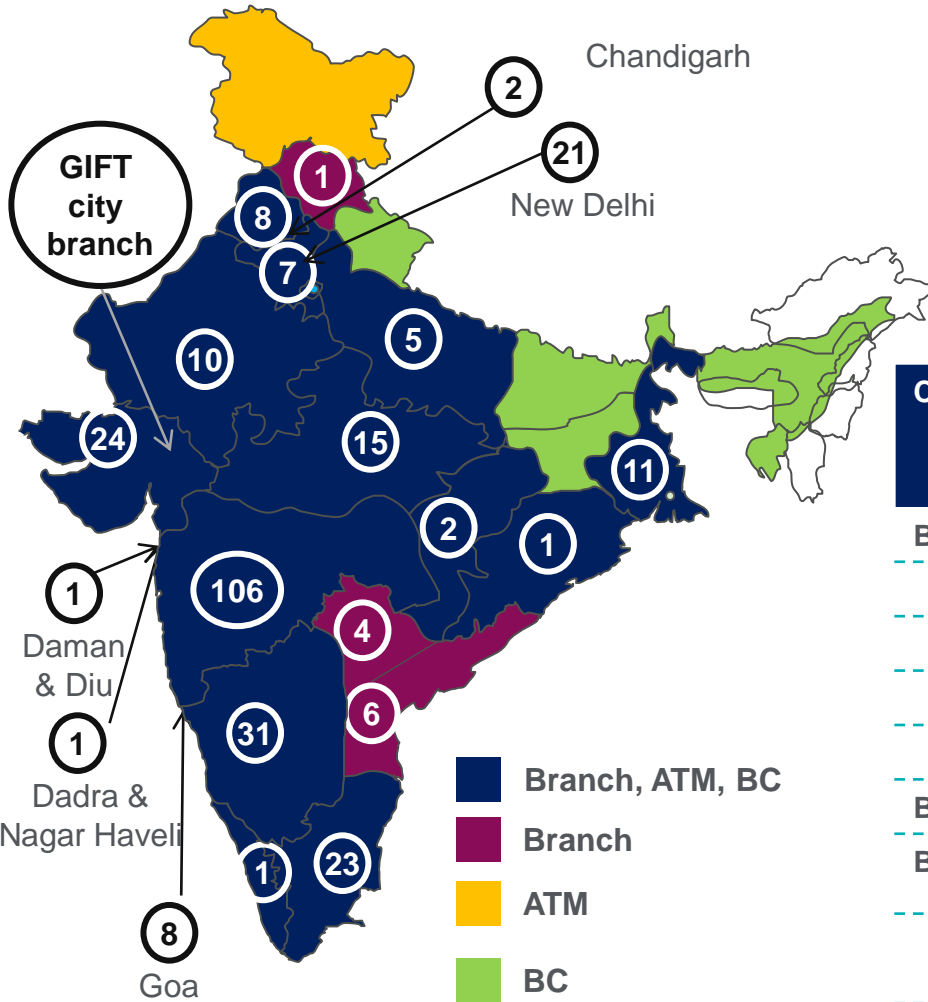 Chandigarh
2
21
New Delhi
GIFT
city
branch
1
8
7
5
10
24
15
11
2
1
106
1
Daman
& Diu
4
6
31
1
Dadra &
Nagar Haveli
1
23
8
Goa
Branch, ATM, BC
Branch
ATM
BC
C
B
B
B